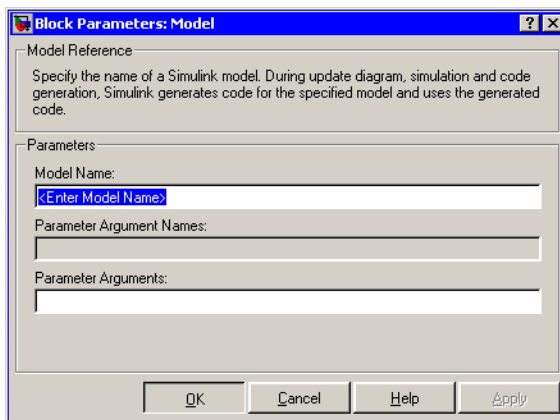 Block Parameters: Model
Model Reference
Specify the name of a Simulink model. During update diagram, simulation and code
generation, Simulink generates code for the specified model and uses the generated
code.
Parameters
Model Name:
<Enter Model Name>
Parameter Argument Names:
Parameter Arguments:
OK Cancel Help Apply